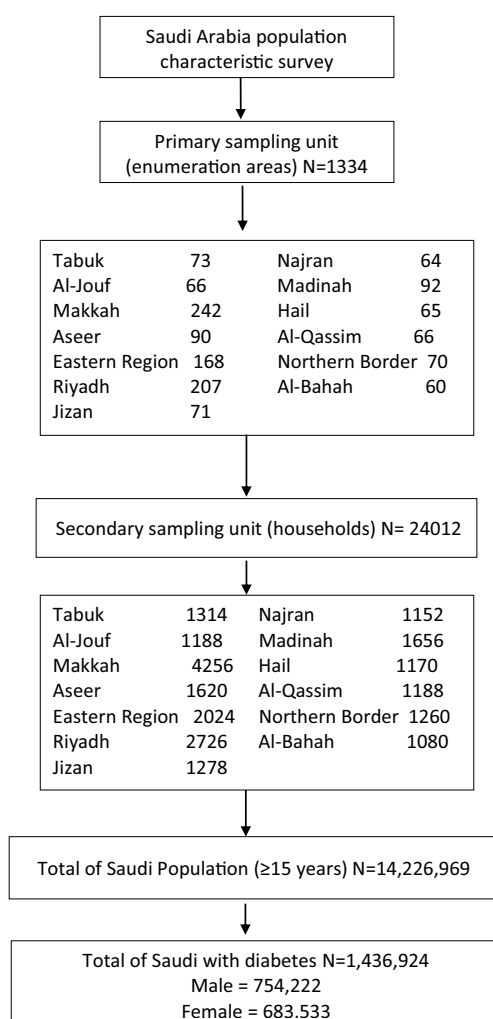 Saudi Arabia population
characteristic survey
Primary sampling unit
(enumeration areas) N=1334
Tabuk 73 Najran 64
Al-Jouf 66 Madinah 92
Makkah 242 Hail 65
Aseer 90 Al-Qassim 66
Eastern Region 168 Northern Border 70
Riyadh 207 Al-Bahah 60
Jizan 71
Secondary sampling unit (households) N= 24012
Tabuk 1314 Najran 1152
Al-Jouf 1188 Madinah 1656
Makkah 4256 Hail 1170
Aseer 1620 Al-Qassim 1188
Eastern Region 2024 Northern Border 1260
Riyadh 2726 Al-Bahah 1080
Jizan 1278
Total of Saudi Population (≥15 years) N=14,226,969
Total of Saudi with diabetes N=1,436,924
Male = 754,222
Female = 683,533